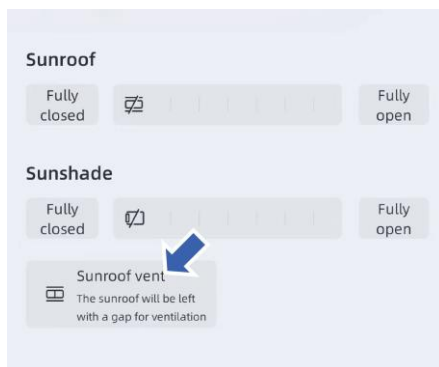 Sunroof
Fully
closed
Fully
open
Sunshade
Fully
closed
Fully
open
Sunroof vent
The sunroof will be left
with a gap for ventilation